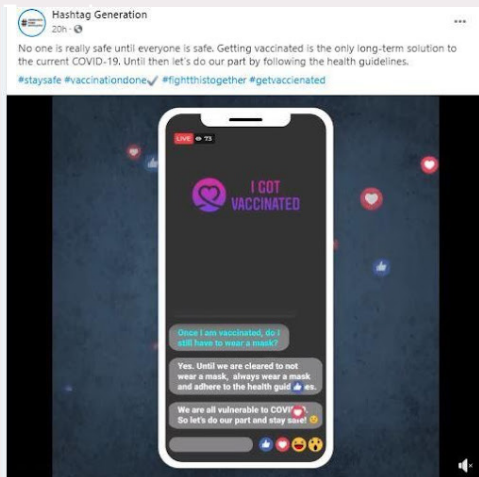 Hashtag Generation
20h
No one is really safe until everyone is safe. Getting vaccinated is the only long-term solution to
the current COVID-19. Until then let's do our part by following the health guidelines.
#staysafe #vaccinationdone✔ #fightthistogether #getvaccienated
LIVE 73
I GOT
VACCINATED
Once I am vaccinated, do I
still have to wear a mask?
Yes. Until we are cleared to not
wear a mask, always wear a mask
and adhere to the health guid es.
We are all vulnerable to COV
So let's do our part and stay safe!